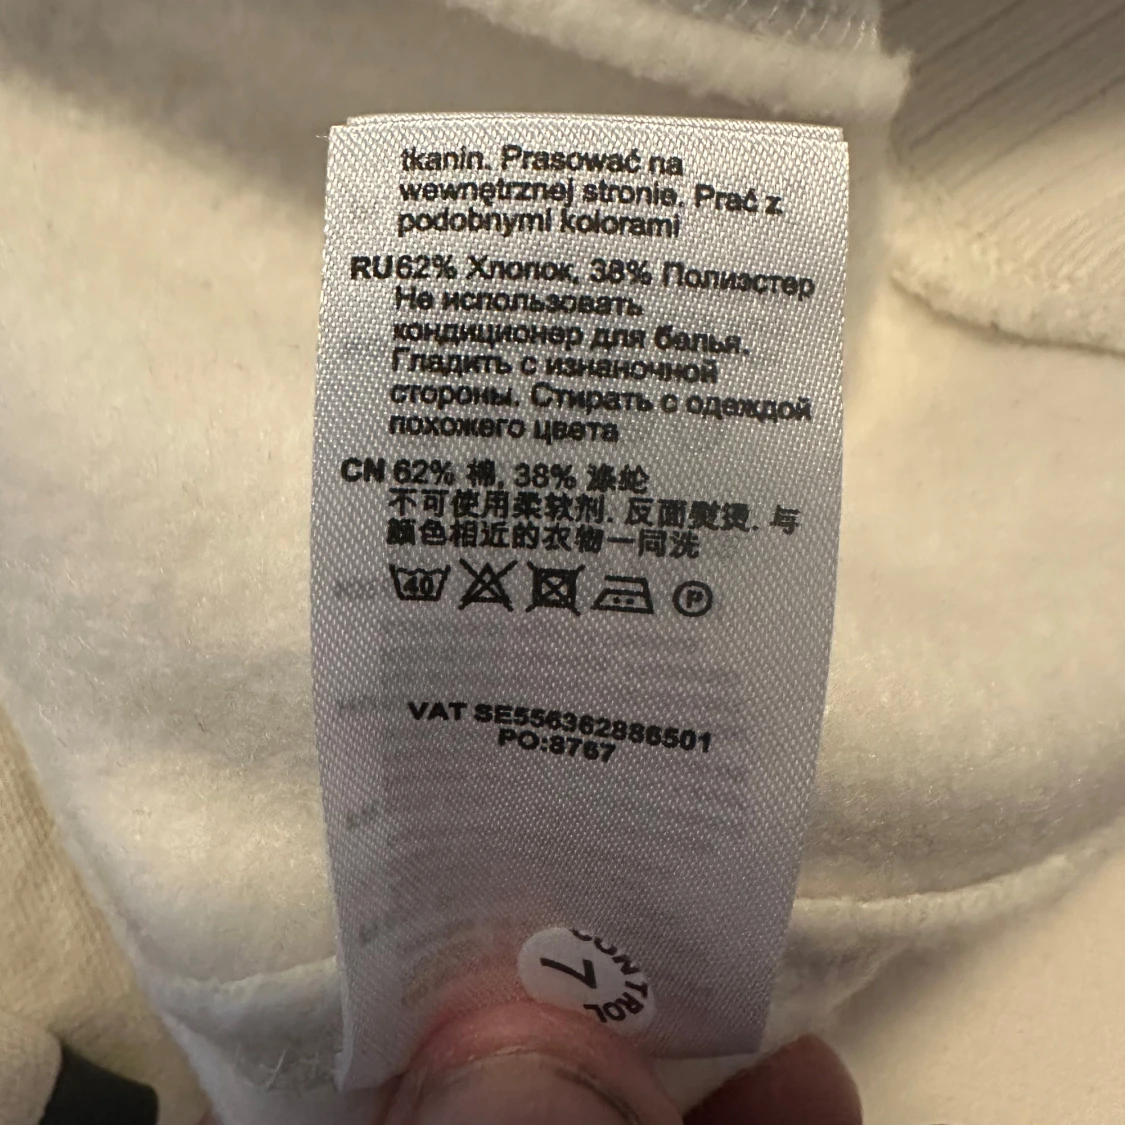 tkanin. Prasować na
wewnętrznej stronie. Prać z
podobnymi kolorami
RU 62% Хлопок, 38% Полиэстер
Не использовать
кондиционер для белья.
Гладить с изнаночной
стороны. Стирать с одеждой
похожего цвета
CN 62% 棉, 38% 涤纶
不可使用柔软剂. 反面熨烫. 与
颜色相近的衣物一同洗
40 P
VAT SE556362886501
PO:8767
CONTROL
7